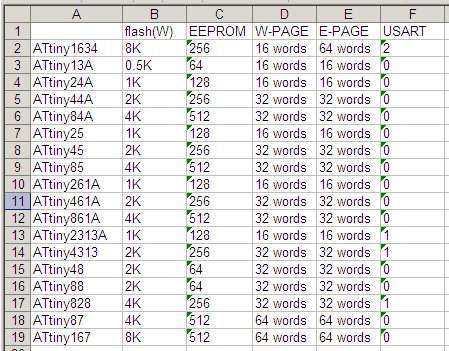 A B C D E F
1 flash(W) EEPROM W-PAGE E-PAGE USART
2 ATtiny1634 8K 256 16 words 64 words 2
3 ATtiny13A 0.5K 64 16 words 16 words 0
4 ATtiny24A 1K 128 16 words 16 words 0
5 ATtiny44A 2K 256 32 words 32 words 0
6 ATtiny84A 4K 512 32 words 32 words 0
7 ATtiny25 1K 128 16 words 16 words 0
8 ATtiny45 2K 256 32 words 32 words 0
9 ATtiny85 4K 512 32 words 32 words 0
10 ATtiny261A 1K 128 16 words 16 words 0
11 ATtiny461A 2K 256 32 words 32 words 0
12 ATtiny861A 4K 512 32 words 32 words 0
13 ATtiny2313A 1K 128 16 words 16 words 1
14 ATtiny4313 2K 256 32 words 32 words 1
15 ATtiny48 2K 64 32 words 32 words 0
16 ATtiny88 2K 64 32 words 32 words 0
17 ATtiny828 4K 256 32 words 32 words 1
18 ATtiny87 4K 512 64 words 64 words 0
19 ATtiny167 8K 512 64 words 64 words 0